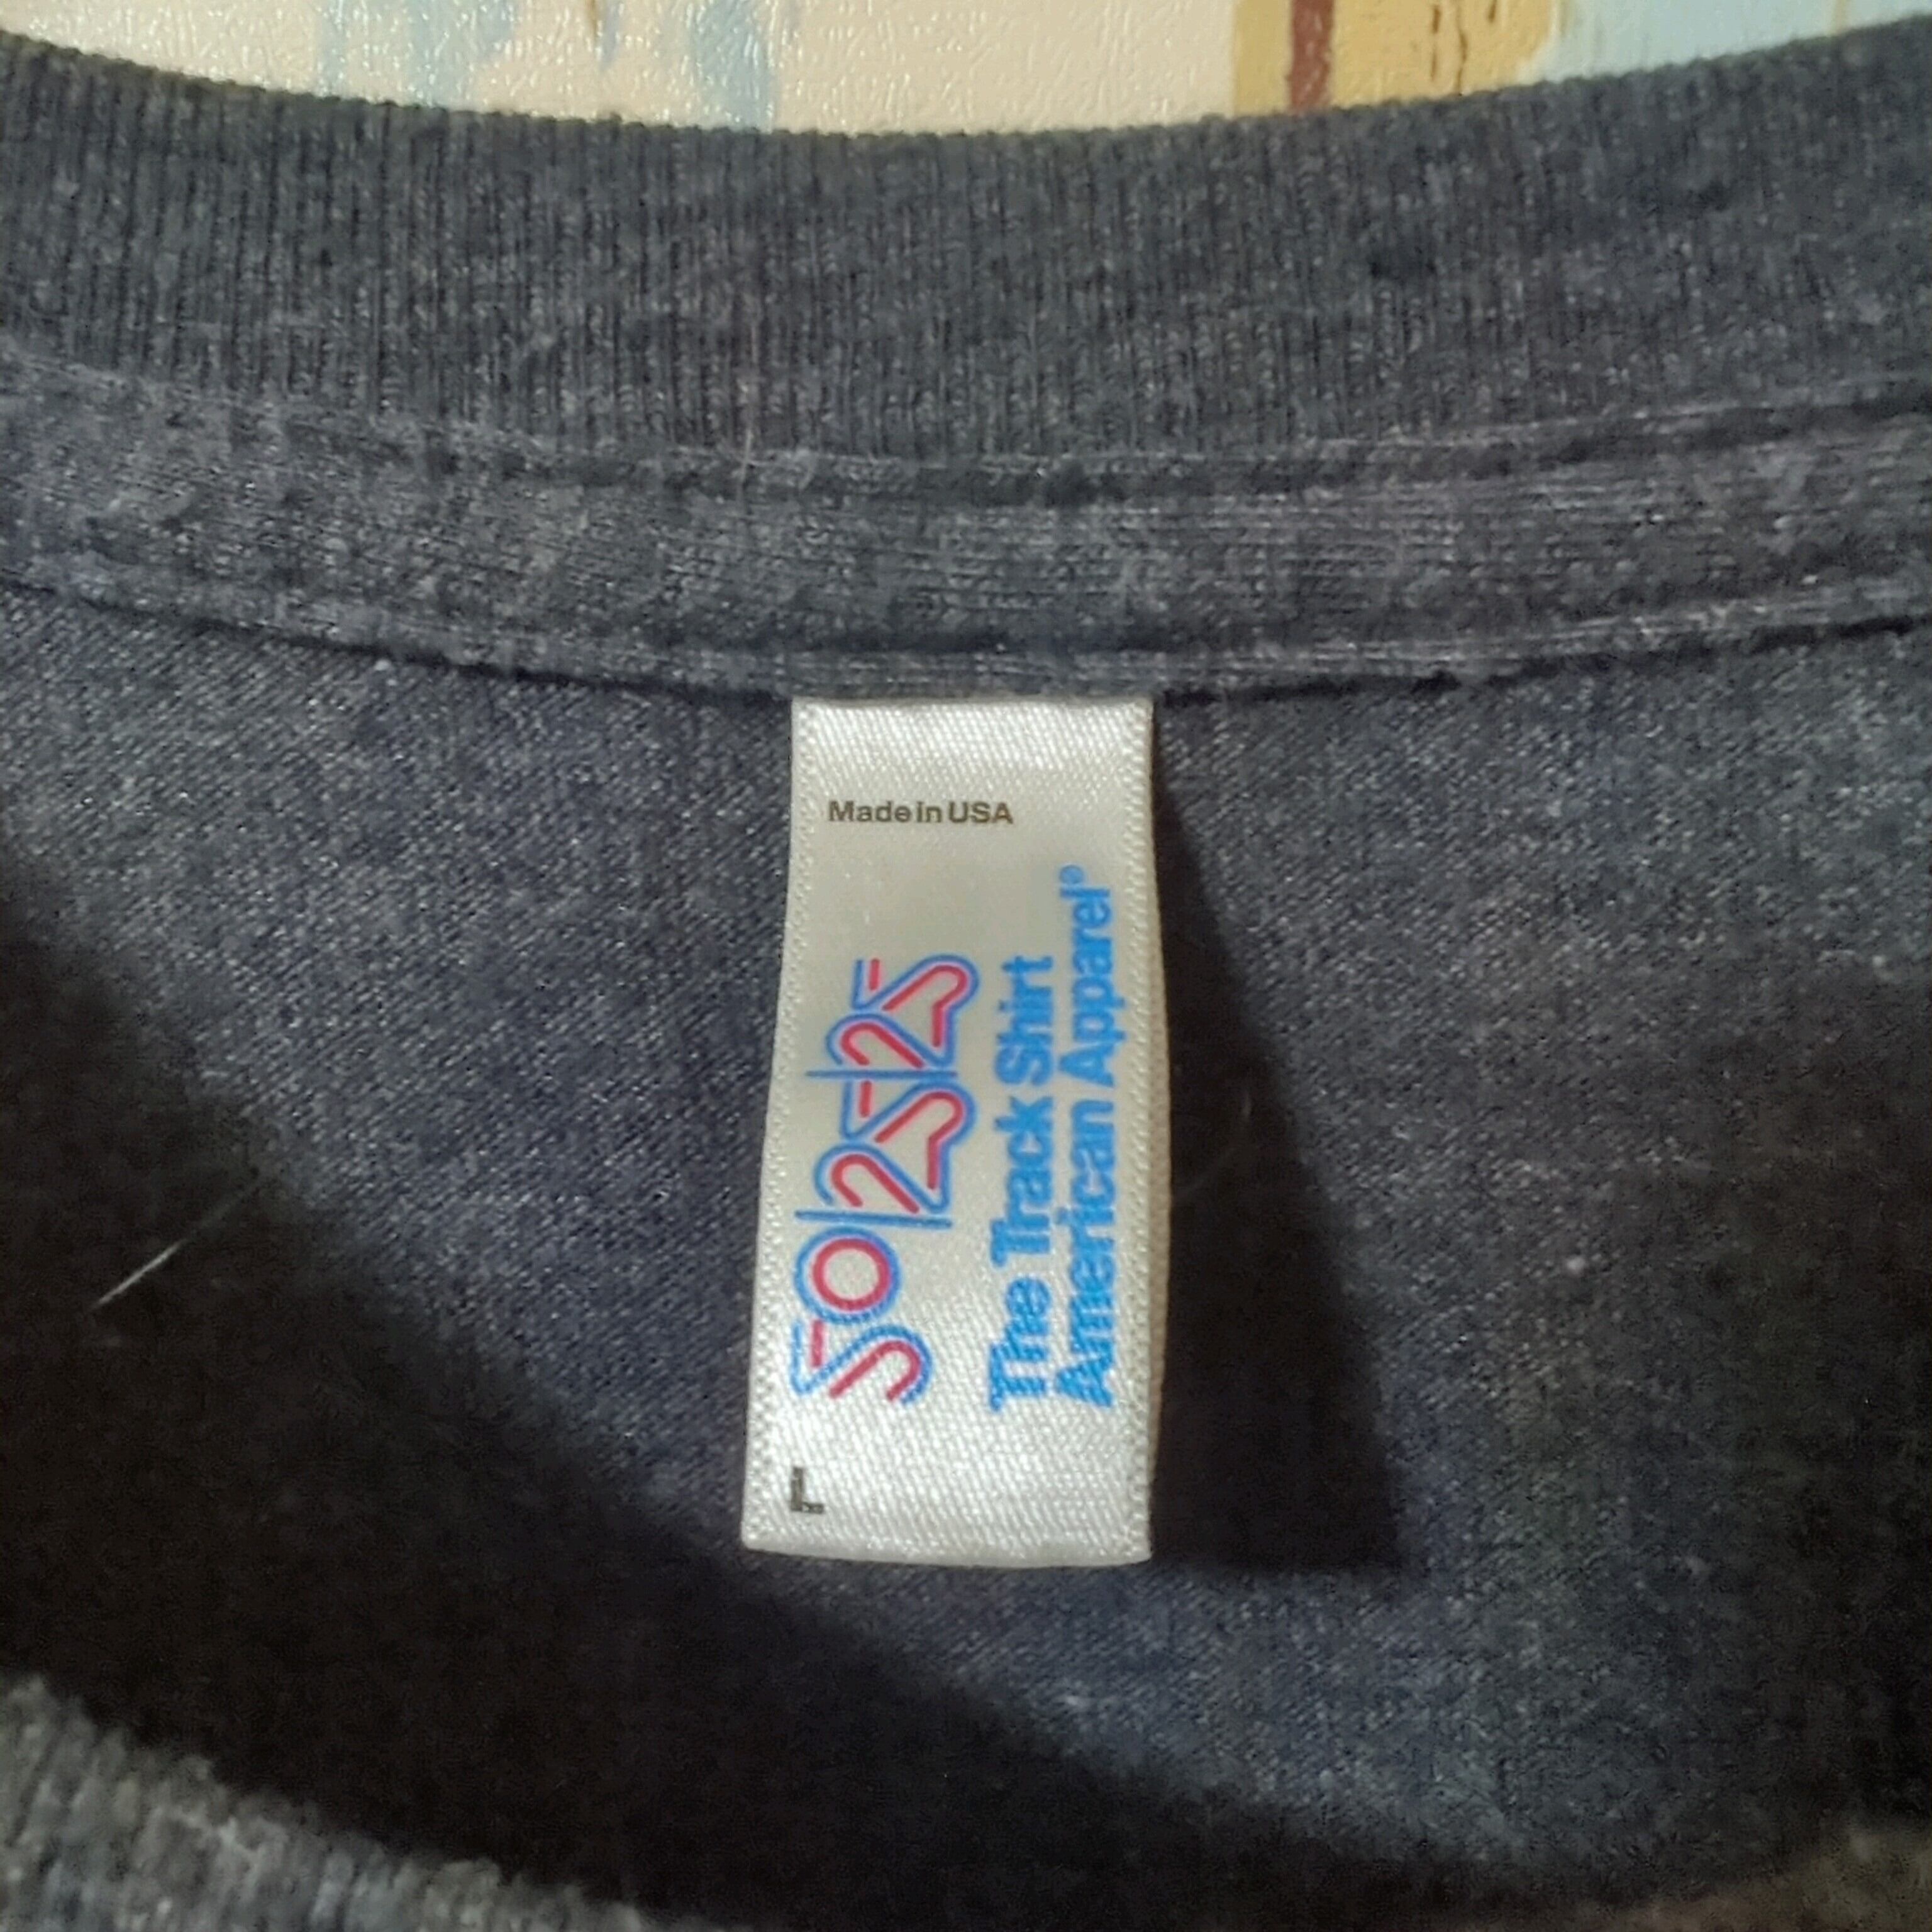 Made in USA
50/25/25
The Track Shirt
American Apparel®
L